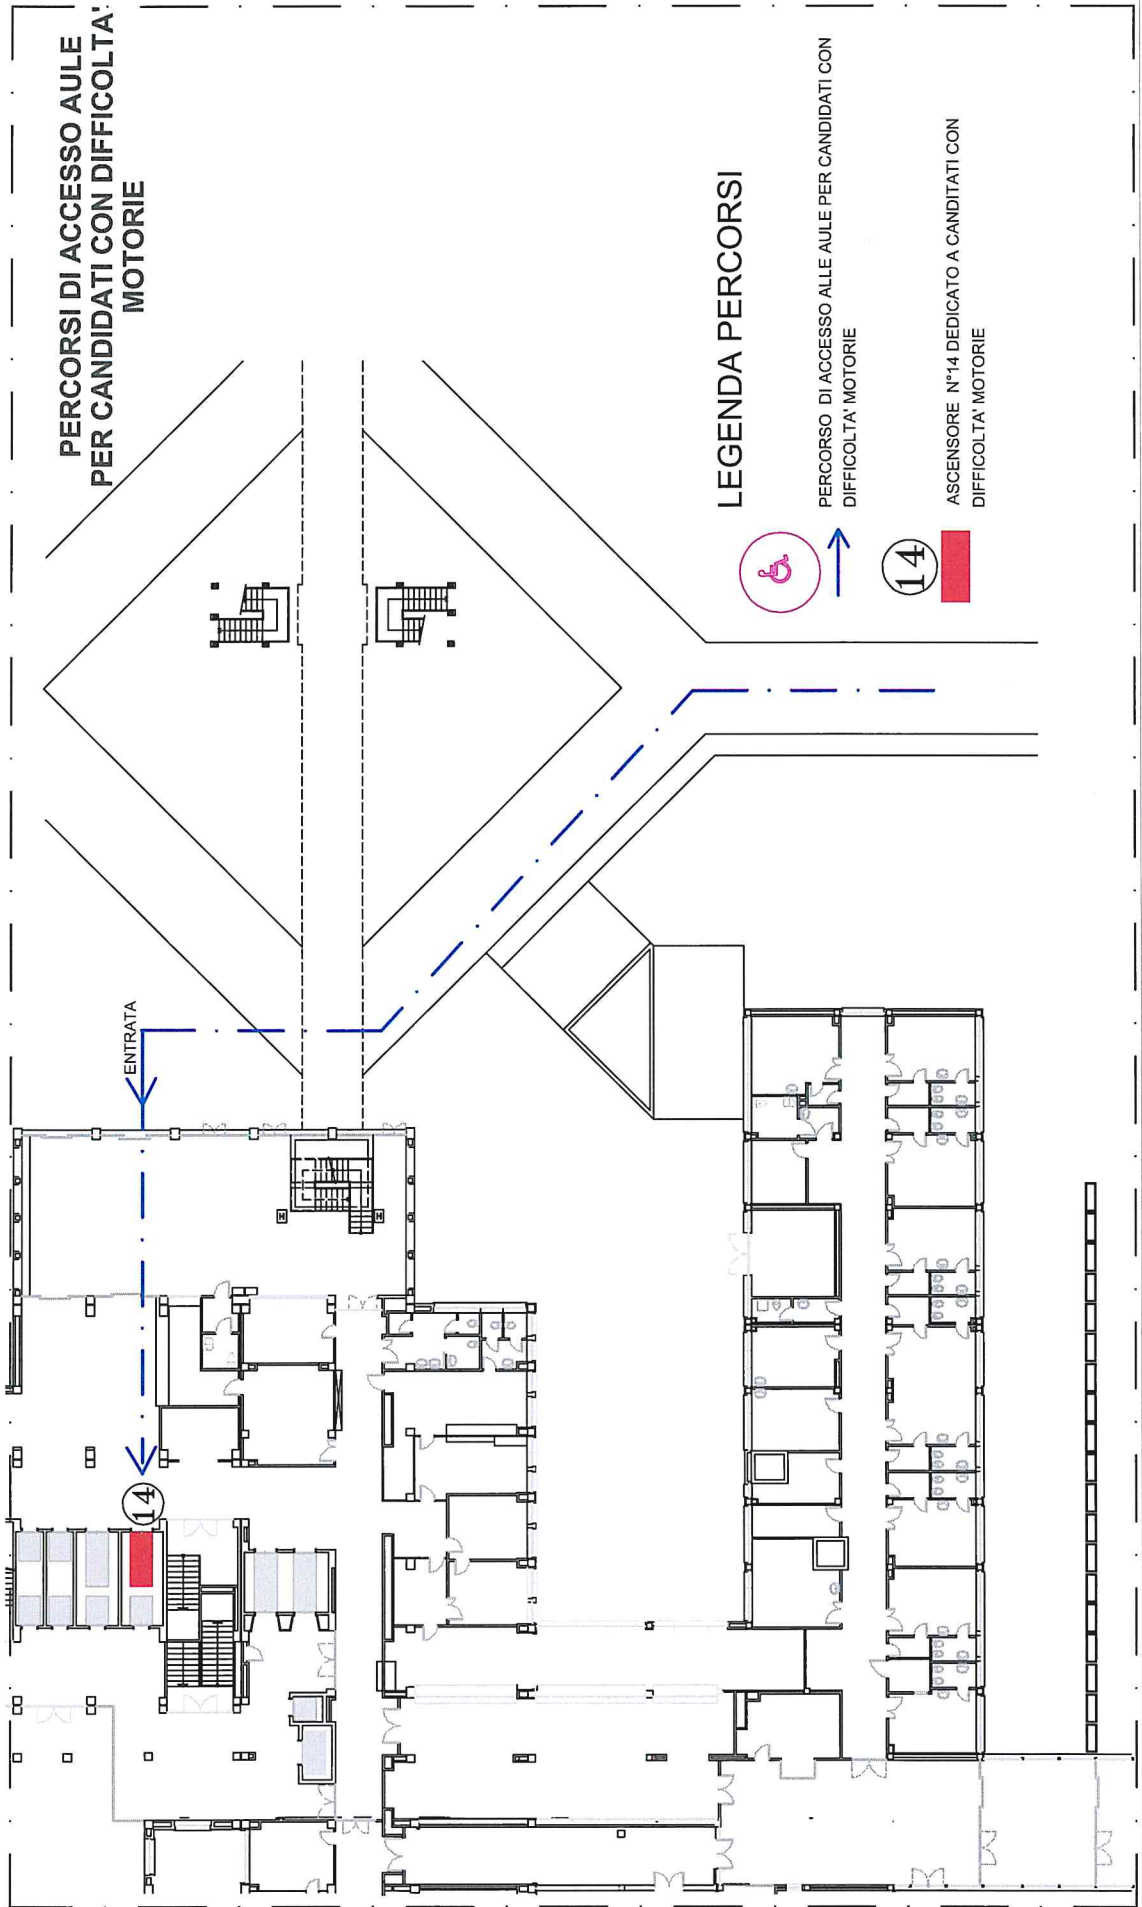 PERCORSI DI ACCESSO AULE
PER CANDIDATI CON DIFFICOLTA'
MOTORIE
ENTRATA
14
LEGENDA PERCORSI
PERCORSO DI ACCESSO ALLE AULE PER CANDIDATI CON
DIFFICOLTA' MOTORIE
14
ASCENSORE N°14 DEDICATO A CANDITATI CON
DIFFICOLTA' MOTORIE